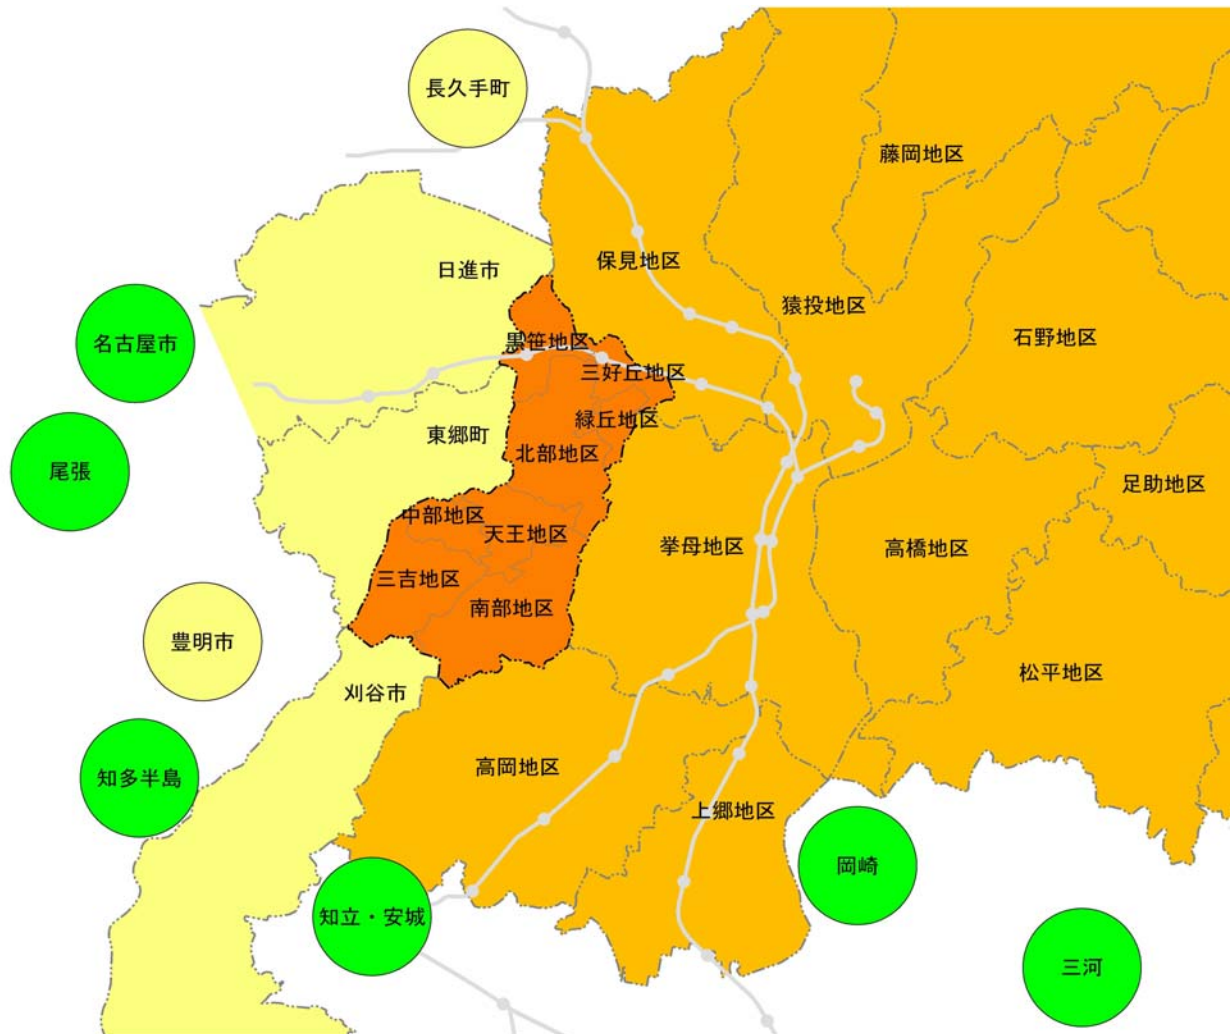 長久手町
藤岡地区
保見地区
日進市
猿投地区
石野地区
名古屋市
黒笹地区
三好丘地区
緑丘地区
東郷町
北部地区
尾張
足助地区
中部地区
天王地区
挙母地区
高橋地区
三吉地区
南部地区
豊明市
松平地区
刈谷市
高岡地区
知多半島
上郷地区
岡崎
知立・安城
三河